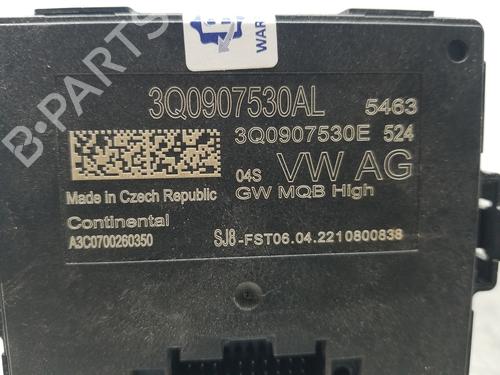 WAR
B-PARTS
3Q0907530AL 5463
3Q0907530E 524
04S VW AG
GW MQB High
Made in Czech Republic
Continental
A3C0700260350 SJ8-FST06.04.2210800838